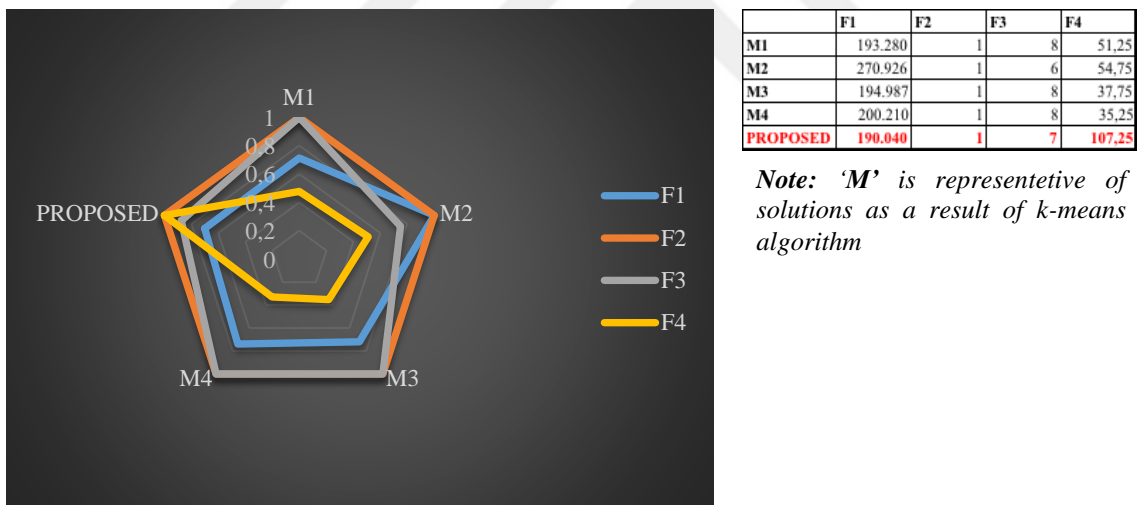 M1
1
0,8
0,6
0,4
0,2
0
PROPOSED
M2
M4
M3
F1
F2
F3
F4
F1 F2 F3 F4
M1 193.280 1 8 51,25
M2 270.926 1 6 54,75
M3 194.987 1 8 37,75
M4 200.210 1 8 35,25
PROPOSED 190.040 1 7 107,25
Note: ‘M’ is representetive of
solutions as a result of k-means
algorithm